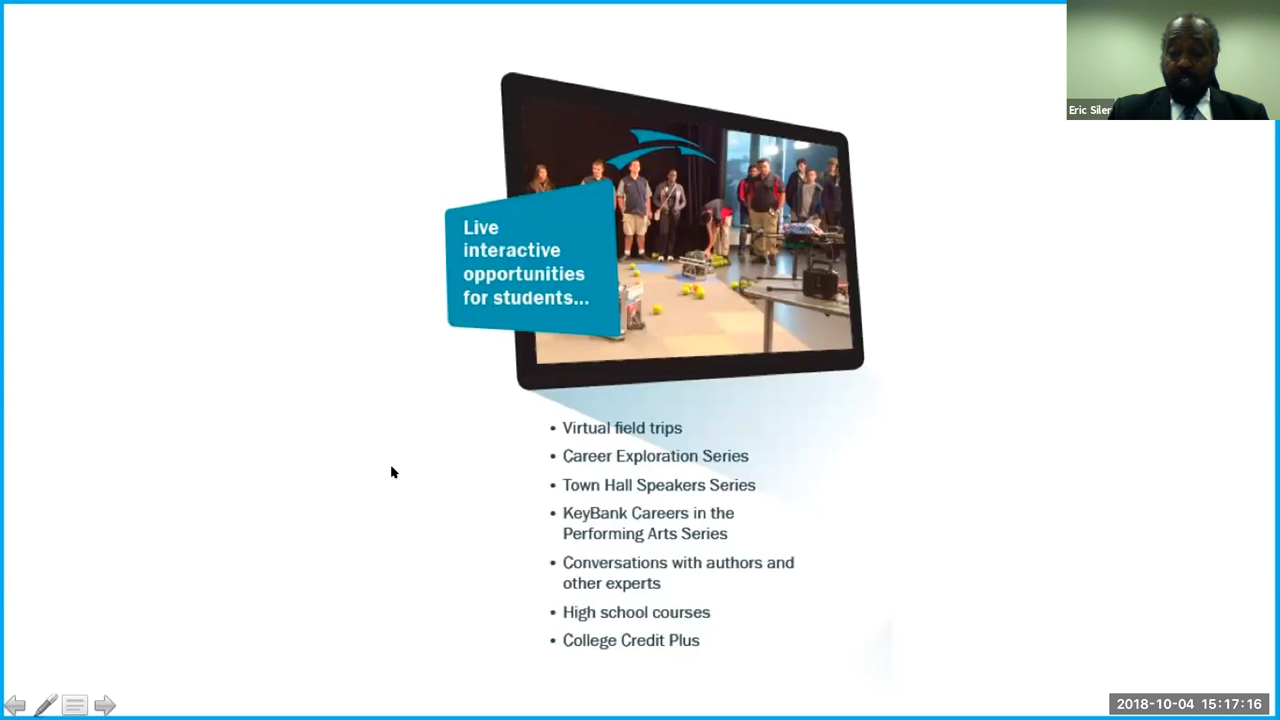 Eric Siler
Live
interactive
opportunities
for students...
• Virtual field trips
• Career Exploration Series
• Town Hall Speakers Series
• KeyBank Careers in the
Performing Arts Series
• Conversations with authors and
other experts
• High school courses
• College Credit Plus
2018-10-04 15:17:16